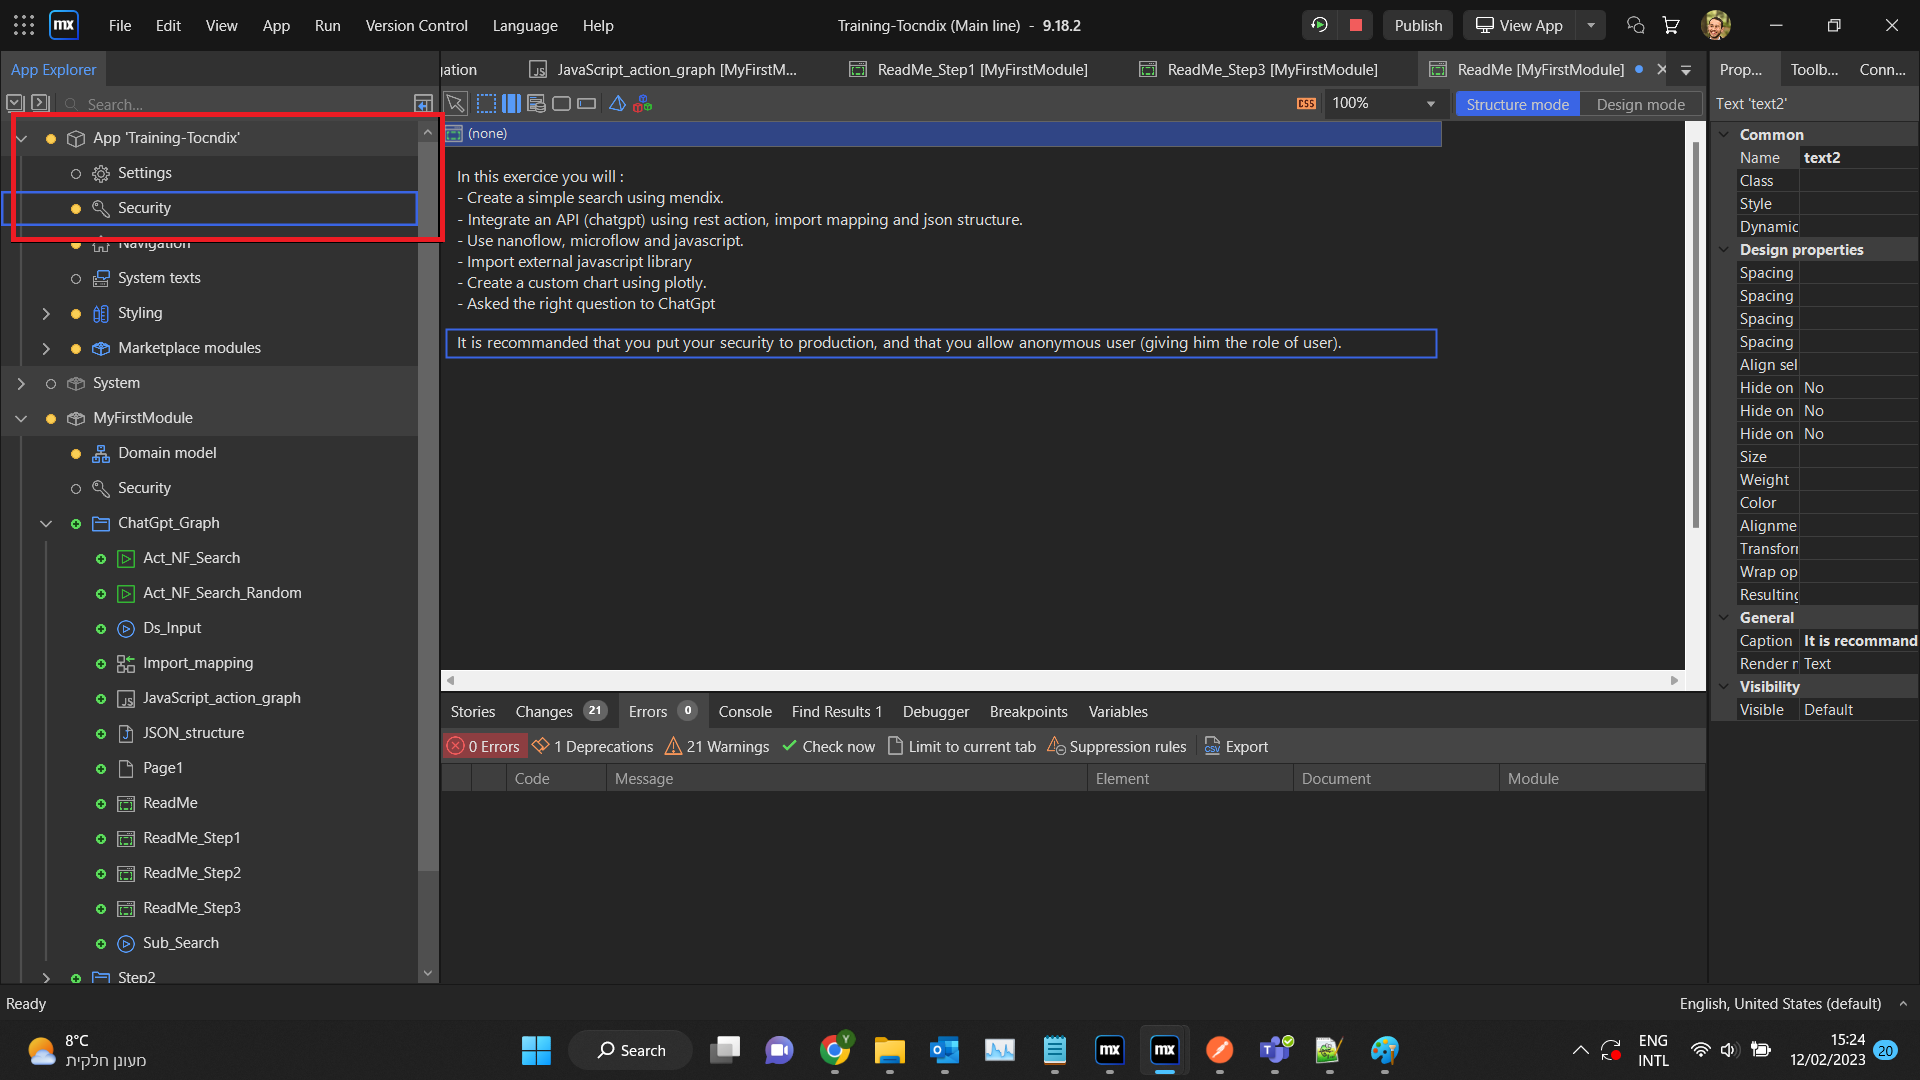 mx
File Edit View App Run Version Control Language Help
Training-Tocndix (Main line) - 9.18.2
Publish
View App
App Explorer
Search...
App 'Training-Tocndix'
Settings
Security
Navigation
System texts
Styling
Marketplace modules
System
MyFirstModule
Domain model
Security
ChatGpt_Graph
Act_NF_Search
Act_NF_Search_Random
Ds_Input
Import_mapping
JavaScript_action_graph
JSON_structure
Page1
ReadMe
ReadMe_Step1
ReadMe_Step2
ReadMe_Step3
Sub_Search
Step2
gation
JavaScript_action_graph [MyFirstM...
ReadMe_Step1 [MyFirstModule]
ReadMe_Step3 [MyFirstModule]
ReadMe [MyFirstModule]
CSS
100%
Structure mode
Design mode
(none)
In this exercice you will :
- Create a simple search using mendix.
- Integrate an API (chatgpt) using rest action, import mapping and json structure.
- Use nanoflow, microflow and javascript.
- Import external javascript library
- Create a custom chart using plotly.
- Asked the right question to ChatGpt
It is recommanded that you put your security to production, and that you allow anonymous user (giving him the role of user).
Stories Changes 21 Errors 0 Console Find Results 1 Debugger Breakpoints Variables
0 Errors 1 Deprecations 21 Warnings Check now Limit to current tab Suppression rules CSV Export
Code Message Element Document Module
Prop... Toolb... Conn...
Text 'text2'
Common
Name text2
Class
Style
Dynamic
Design properties
Spacing
Spacing
Spacing
Spacing
Align sel
Hide on No
Hide on No
Hide on No
Size
Weight
Color
Alignme
Transfor
Wrap op
Resulting
General
Caption It is recommand
Render r Text
Visibility
Visible Default
Ready
English, United States (default)
8°C
מעונן חלקית
Search
Y
mx
mx
ENG
INTL
15:24
12/02/2023
20